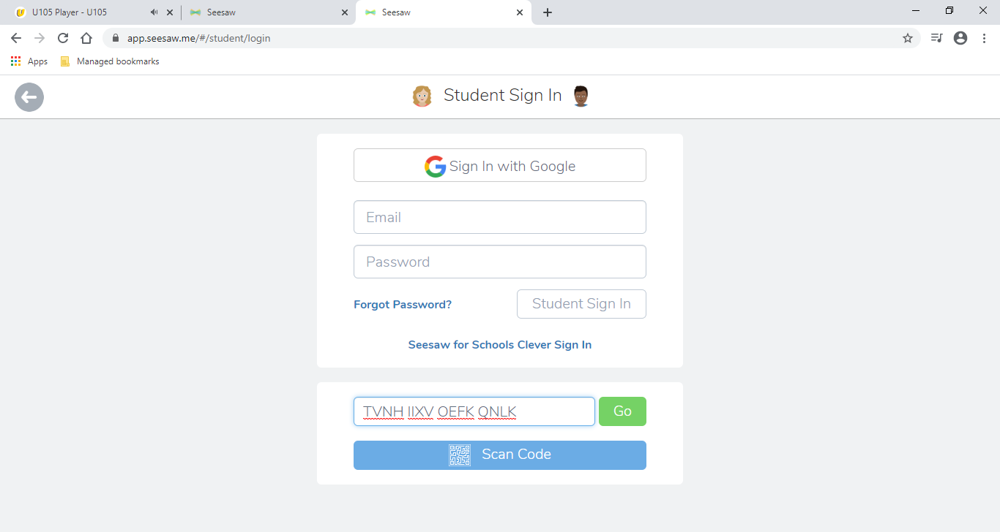 U105 Player - U105
Seesaw
Seesaw
app.seesaw.me/#/student/login
Apps
Managed bookmarks
Student Sign In
Sign In with Google
Email
Password
Forgot Password?
Student Sign In
Seesaw for Schools Clever Sign In
TVNH IIXV OEFK QNLK
Go
Scan Code